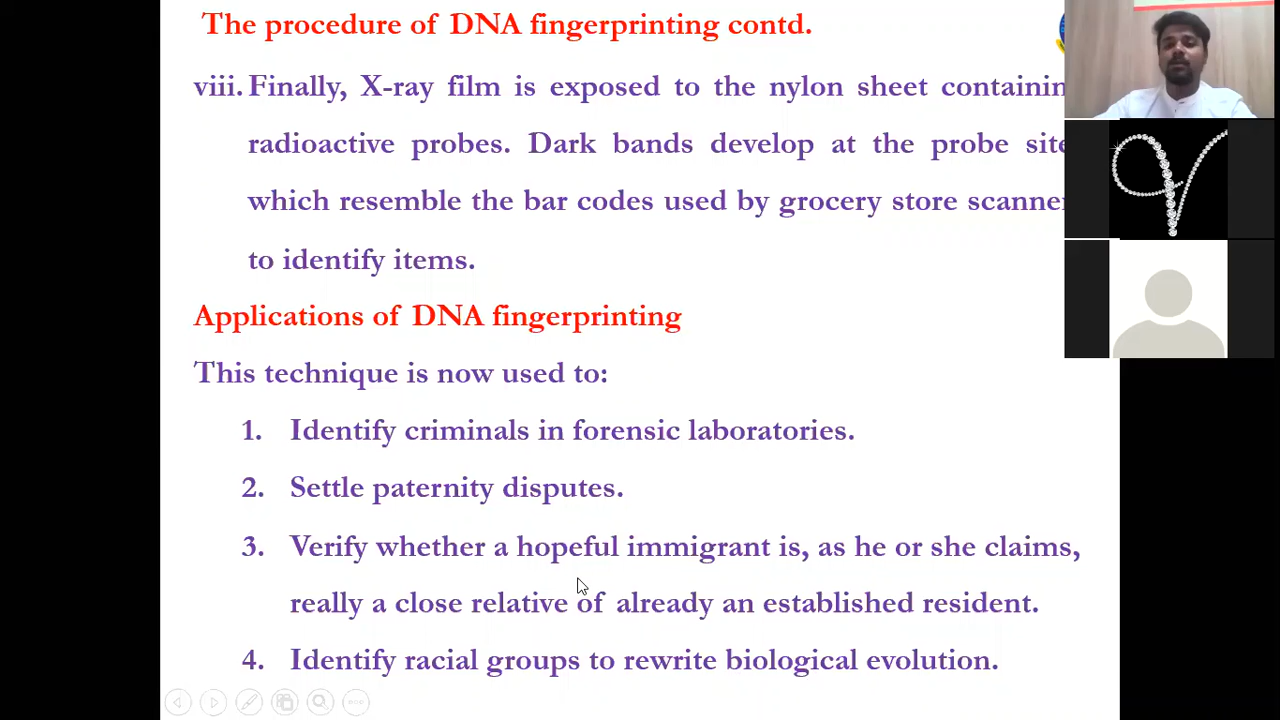 The procedure of DNA fingerprinting contd.
viii. Finally, X-ray film is exposed to the nylon sheet containin
radioactive probes. Dark bands develop at the probe site
which resemble the bar codes used by grocery store scanner
to identify items.
Applications of DNA fingerprinting
This technique is now used to:
1. Identify criminals in forensic laboratories.
2. Settle paternity disputes.
3. Verify whether a hopeful immigrant is, as he or she claims,
really a close relative of already an established resident.
4. Identify racial groups to rewrite biological evolution.